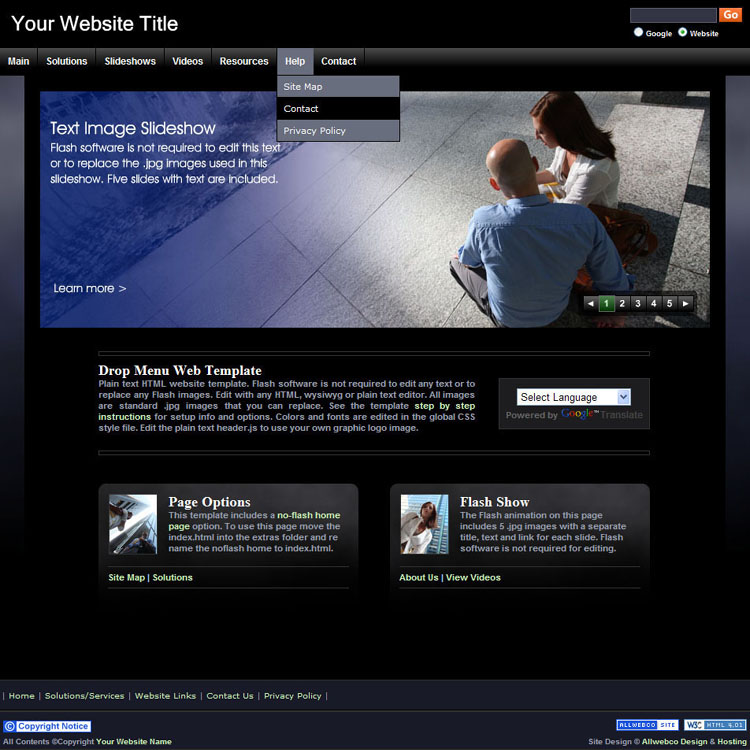 Your Website Title
Go
Google Website
Main Solutions Slideshows Videos Resources Help Contact
Site Map
Contact
Privacy Policy
Text Image Slideshow
Flash software is not required to edit this text
or to replace the .jpg images used in this
slideshow. Five slides with text are included.
Learn more >
1 2 3 4 5
Drop Menu Web Template
Plain text HTML website template. Flash software is not required to edit any text or to
replace any Flash images. Edit with any HTML, wysiwyg or plain text editor. All images
are standard .jpg images that you can replace. See the template step by step
instructions for setup info and options. Colors and fonts are edited in the global CSS
style file. Edit the plain text header.js to use your own graphic logo image.
Select Language
Powered by Google™ Translate
Page Options
This template includes a no-flash home
page option. To use this page move the
index.html into the extras folder and re
name the noflash home to index.html.
Site Map | Solutions
Flash Show
The Flash animation on this page
includes 5 .jpg images with a separate
title, text and link for each slide. Flash
software is not required for editing.
About Us | View Videos
| Home | Solutions/Services | Website Links | Contact Us | Privacy Policy |
© Copyright Notice
ALLWEBCO SITE
W3C HTML 4.01
All Contents ©Copyright Your Website Name
Site Design © Allwebco Design & Hosting